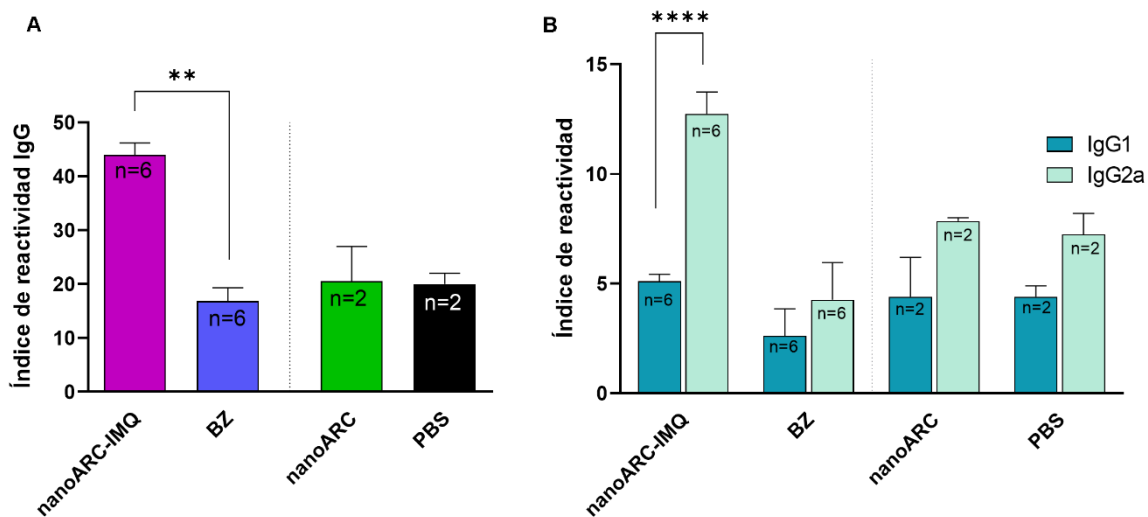 A
**
Índice de reactividad IgG
50
40
30
20
10
0
n=6
n=6
n=2
n=2
nanoARC-IMQ
BZ
nanoARC
PBS
B
****
Índice de reactividad
15
10
5
0
n=6
n=6
n=6
n=6
n=2
n=2
n=2
n=2
IgG1
IgG2a
nanoARC-IMQ
BZ
nanoARC
PBS